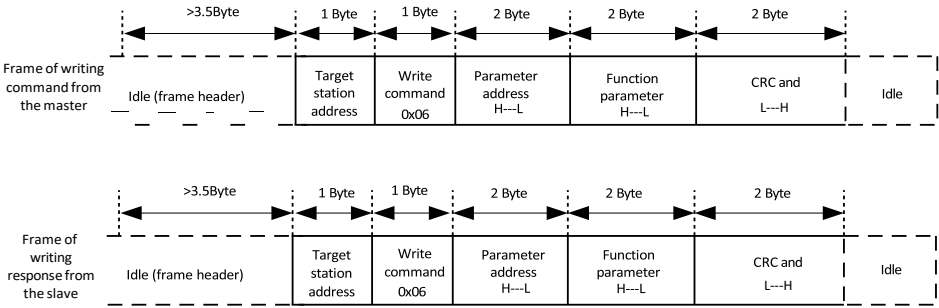 >3.5Byte
1 Byte
1 Byte
2 Byte
2 Byte
2 Byte
Frame of writing
command from
the master
Idle (frame header)
Target
station
address
Write
command
0x06
Parameter
address
H---L
Function
parameter
H---L
CRC and
L---H
Idle
>3.5Byte
1 Byte
1 Byte
2 Byte
2 Byte
2 Byte
Frame of
writing
response from
the slave
Idle (frame header)
Target
station
address
Write
command
0x06
Parameter
address
H---L
Function
parameter
H---L
CRC and
L---H
Idle